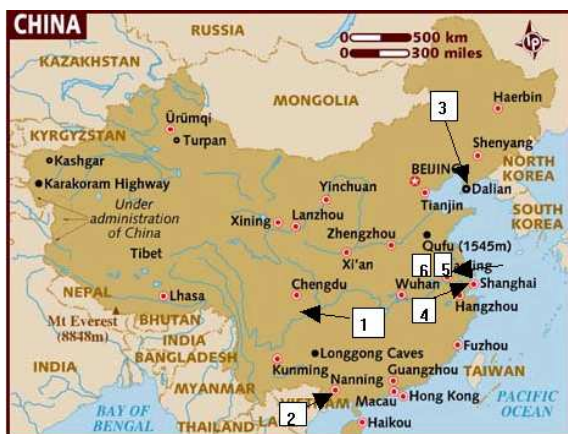 CHINA
RUSSIA
0 500 km
0 300 miles
KAZAKHSTAN
MONGOLIA
Haerbin
3
Ürümqi
Turpan
KYRGYZSTAN
Shenyang
NORTH
KOREA
Kashgar
BEIJING
Dalian
Karakoram Highway
Yinchuan
Tianjin
SOUTH
KOREA
Under
administration
of China
Xining
Lanzhou
Zhengzhou
Qufu (1545m)
Tibet
Xi'an
6
5
NEPAL
Lhasa
Chengdu
Wuhan
Shanghai
1
4
Hangzhou
Mt Everest
(8848m)
BHUTAN
INDIA
BANGLADESH
Longgong Caves
Fuzhou
Kunming
Guangzhou
TAIWAN
INDIA
MYANMAR
Nanning
Macau
Hong Kong
2
BAY OF
BENGAL
THAILAND
Haikou
PACIFIC
OCEAN